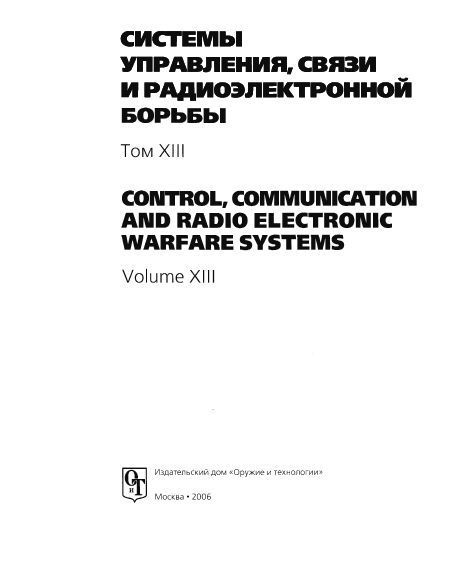 СИСТЕМЫ
УПРАВЛЕНИЯ, СВЯЗИ
И РАДИОЭЛЕКТРОННОЙ
БОРЬБЫ
Том XIII
CONTROL, COMMUNICATION
AND RADIO ELECTRONIC
WARFARE SYSTEMS
Volume XIII
ОиТ
Издательский дом «Оружие и технологии»
Москва • 2006